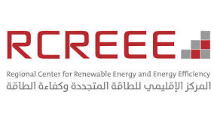 RCREEE
Regional Center for Renewable Energy and Energy Efficiency
المركز الإقليمي للطاقة المتجددة وكفاءة الطاقة